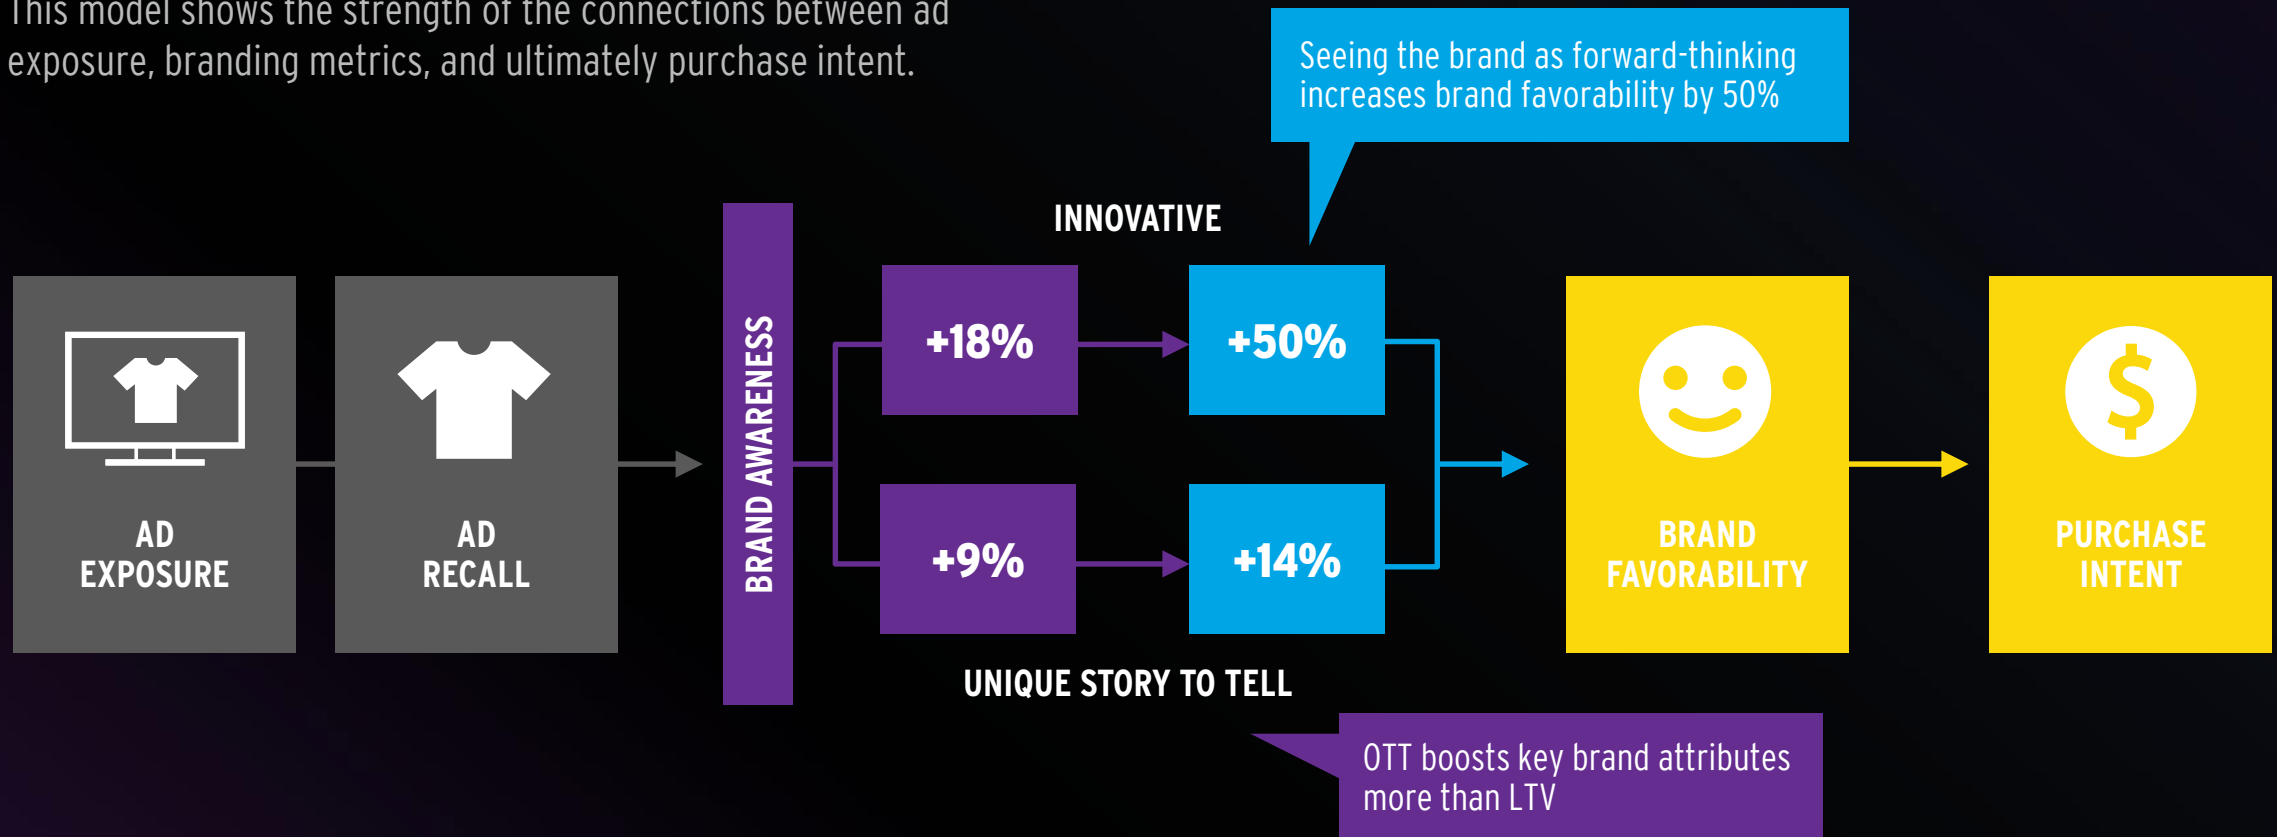 This model shows the strength of the connections between ad
exposure, branding metrics, and ultimately purchase intent.
Seeing the brand as forward-thinking
increases brand favorability by 50%
AD
EXPOSURE
AD
RECALL
BRAND AWARENESS
INNOVATIVE
+18%
+50%
+9%
+14%
UNIQUE STORY TO TELL
BRAND
FAVORABILITY
$
PURCHASE
INTENT
OTT boosts key brand attributes
more than LTV